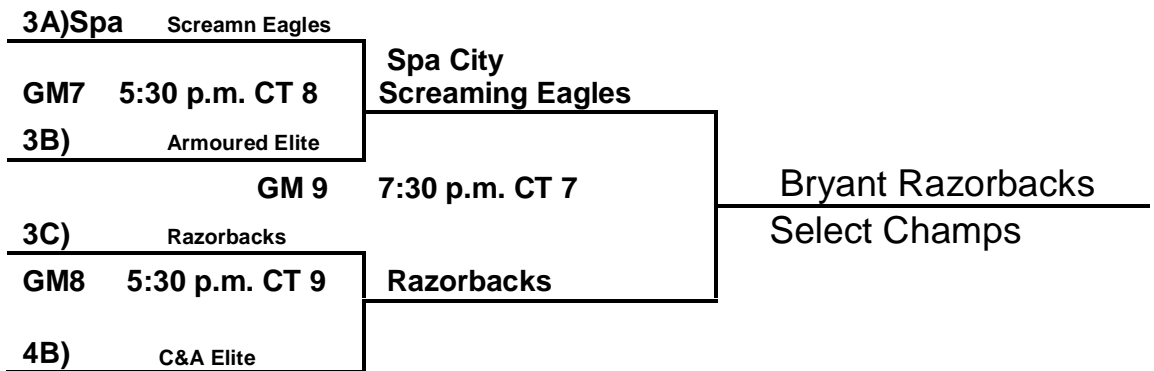 3A)Spa Screamn Eagles
Spa City
GM7 5:30 p.m. CT 8 Screaming Eagles
3B) Armoured Elite
GM 9 7:30 p.m. CT 7 Bryant Razorbacks
3C) Razorbacks Select Champs
GM8 5:30 p.m. CT 9 Razorbacks
4B) C&A Elite